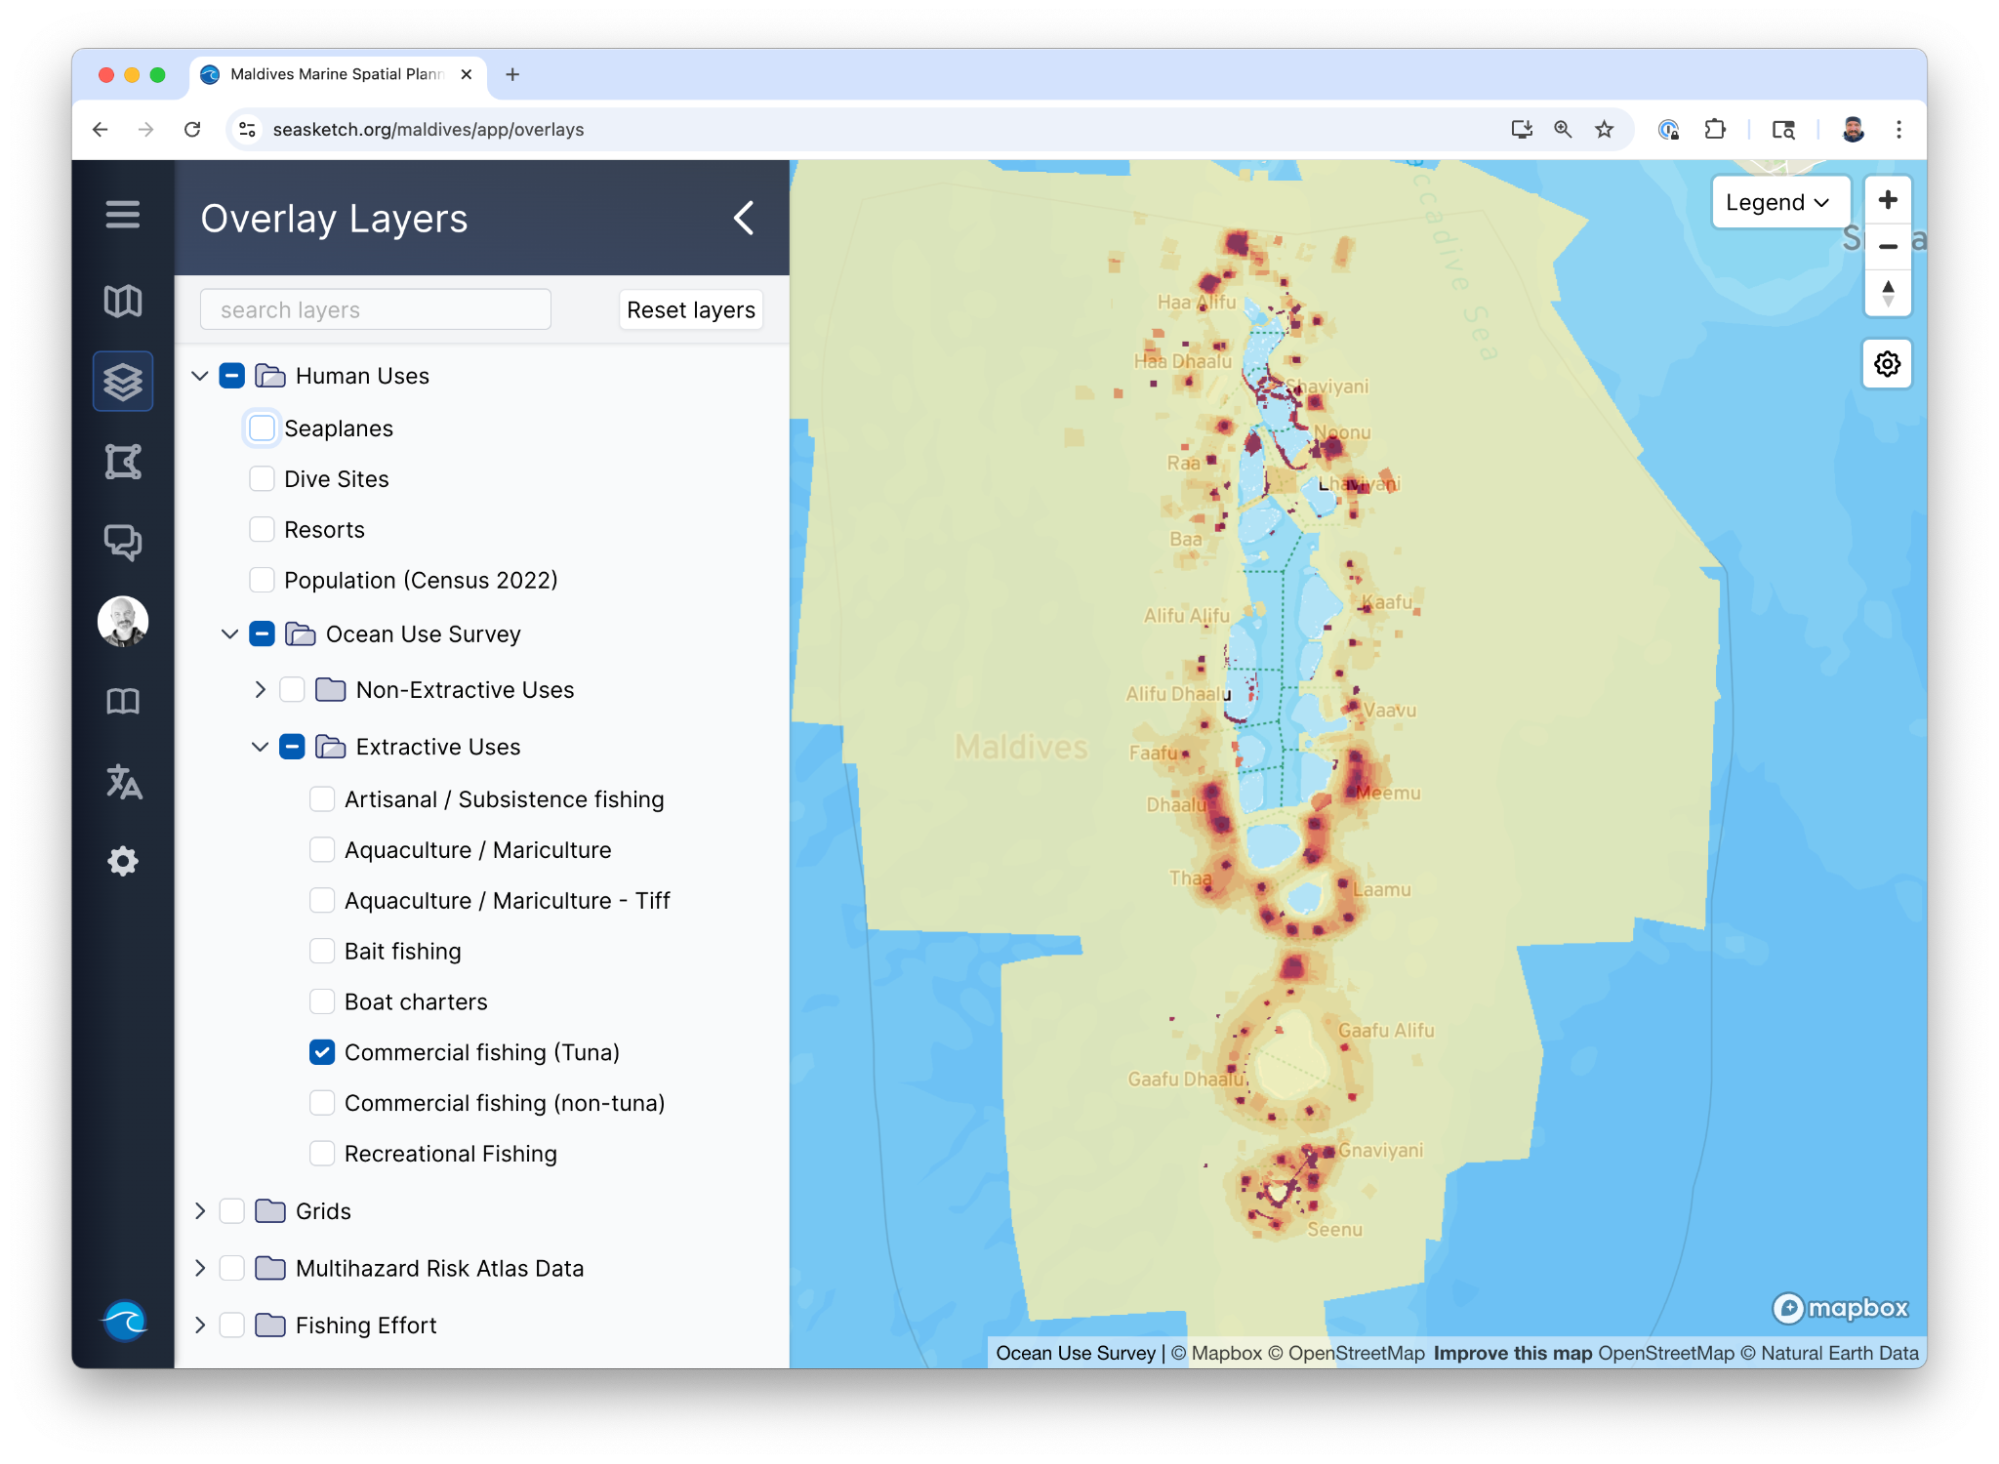 Maldives Marine Spatial Plann
seasketch.org/maldives/app/overlays
Overlay Layers
search layers
Reset layers
Human Uses
Seaplanes
Dive Sites
Resorts
Population (Census 2022)
Ocean Use Survey
Non-Extractive Uses
Extractive Uses
Artisanal / Subsistence fishing
Aquaculture / Mariculture
Aquaculture / Mariculture - Tiff
Bait fishing
Boat charters
Commercial fishing (Tuna)
Commercial fishing (non-tuna)
Recreational Fishing
Grids
Multihazard Risk Atlas Data
Fishing Effort
Legend
accadive Sea
Haa Alifu
Haa Dhaalu
Shaviyani
Noonu
Raa
Lhaviyani
Baa
Kaafu
Alifu Alifu
Alifu Dhaalu
Vaavu
Maldives
Faafu
Meemu
Dhaalu
Thaa
Laamu
Gaafu Alifu
Gaafu Dhaalu
Gnaviyani
Seenu
mapbox
Ocean Use Survey | © Mapbox © OpenStreetMap Improve this map OpenStreetMap © Natural Earth Data